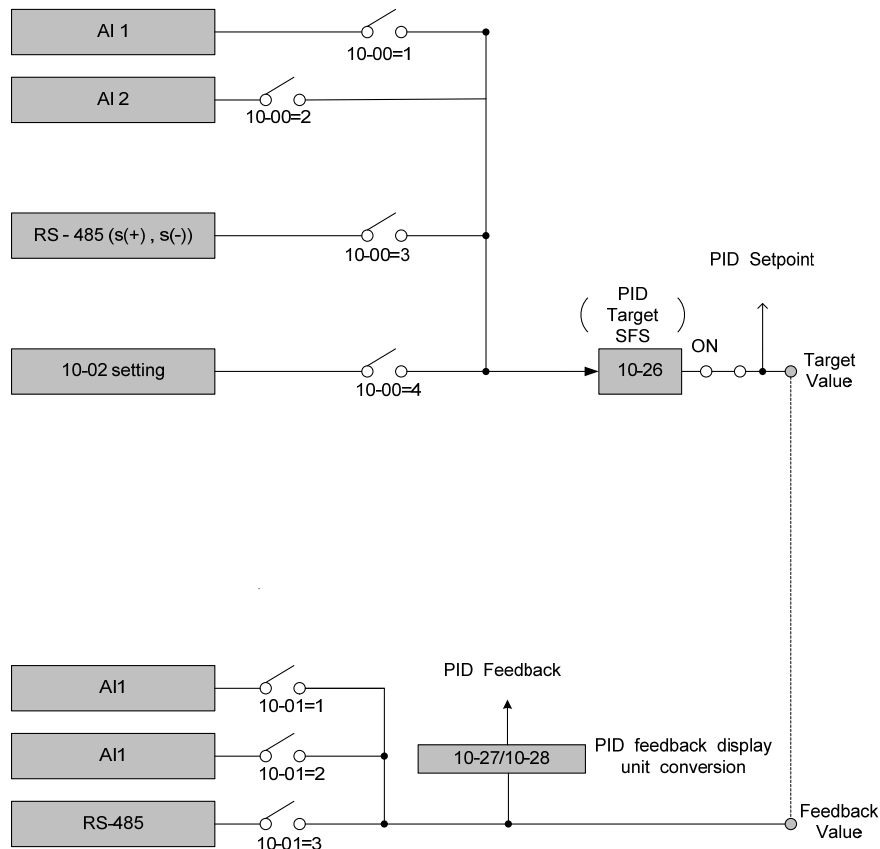 AI 1
10-00=1
AI 2
10-00=2
RS - 485 (s(+) , s(-))
10-00=3
PID Setpoint
( PID
Target
SFS )
ON
10-02 setting
10-00=4
10-26
Target
Value
AI1
10-01=1
PID Feedback
AI1
10-01=2
10-27/10-28
PID feedback display
unit conversion
RS-485
10-01=3
Feedback
Value